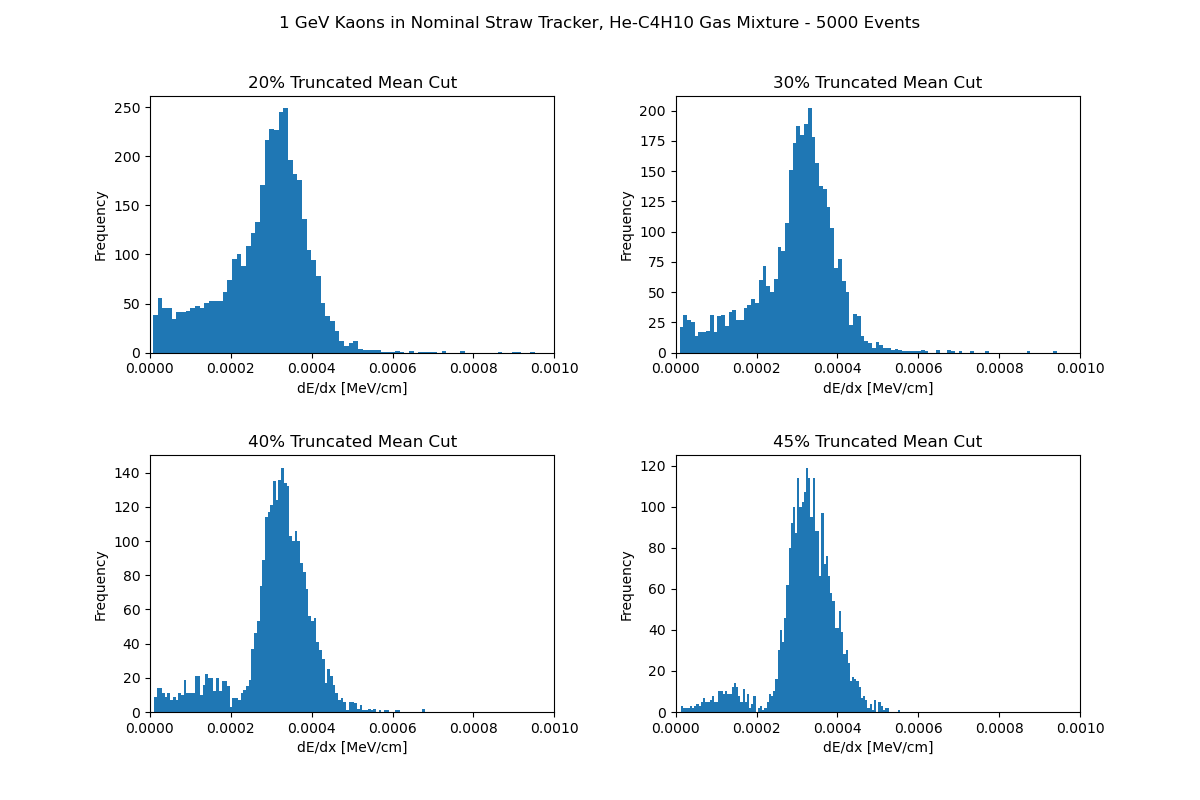 1 GeV Kaons in Nominal Straw Tracker, He-C4H10 Gas Mixture - 5000 Events
20% Truncated Mean Cut
250
200
150
100
50
0
Frequency
0.0000 0.0002 0.0004 0.0006 0.0008 0.0010
dE/dx [MeV/cm]
30% Truncated Mean Cut
200
175
150
125
100
75
50
25
0
Frequency
0.0000 0.0002 0.0004 0.0006 0.0008 0.0010
dE/dx [MeV/cm]
40% Truncated Mean Cut
140
120
100
80
60
40
20
0
Frequency
0.0000 0.0002 0.0004 0.0006 0.0008 0.0010
dE/dx [MeV/cm]
45% Truncated Mean Cut
120
100
80
60
40
20
0
Frequency
0.0000 0.0002 0.0004 0.0006 0.0008 0.0010
dE/dx [MeV/cm]